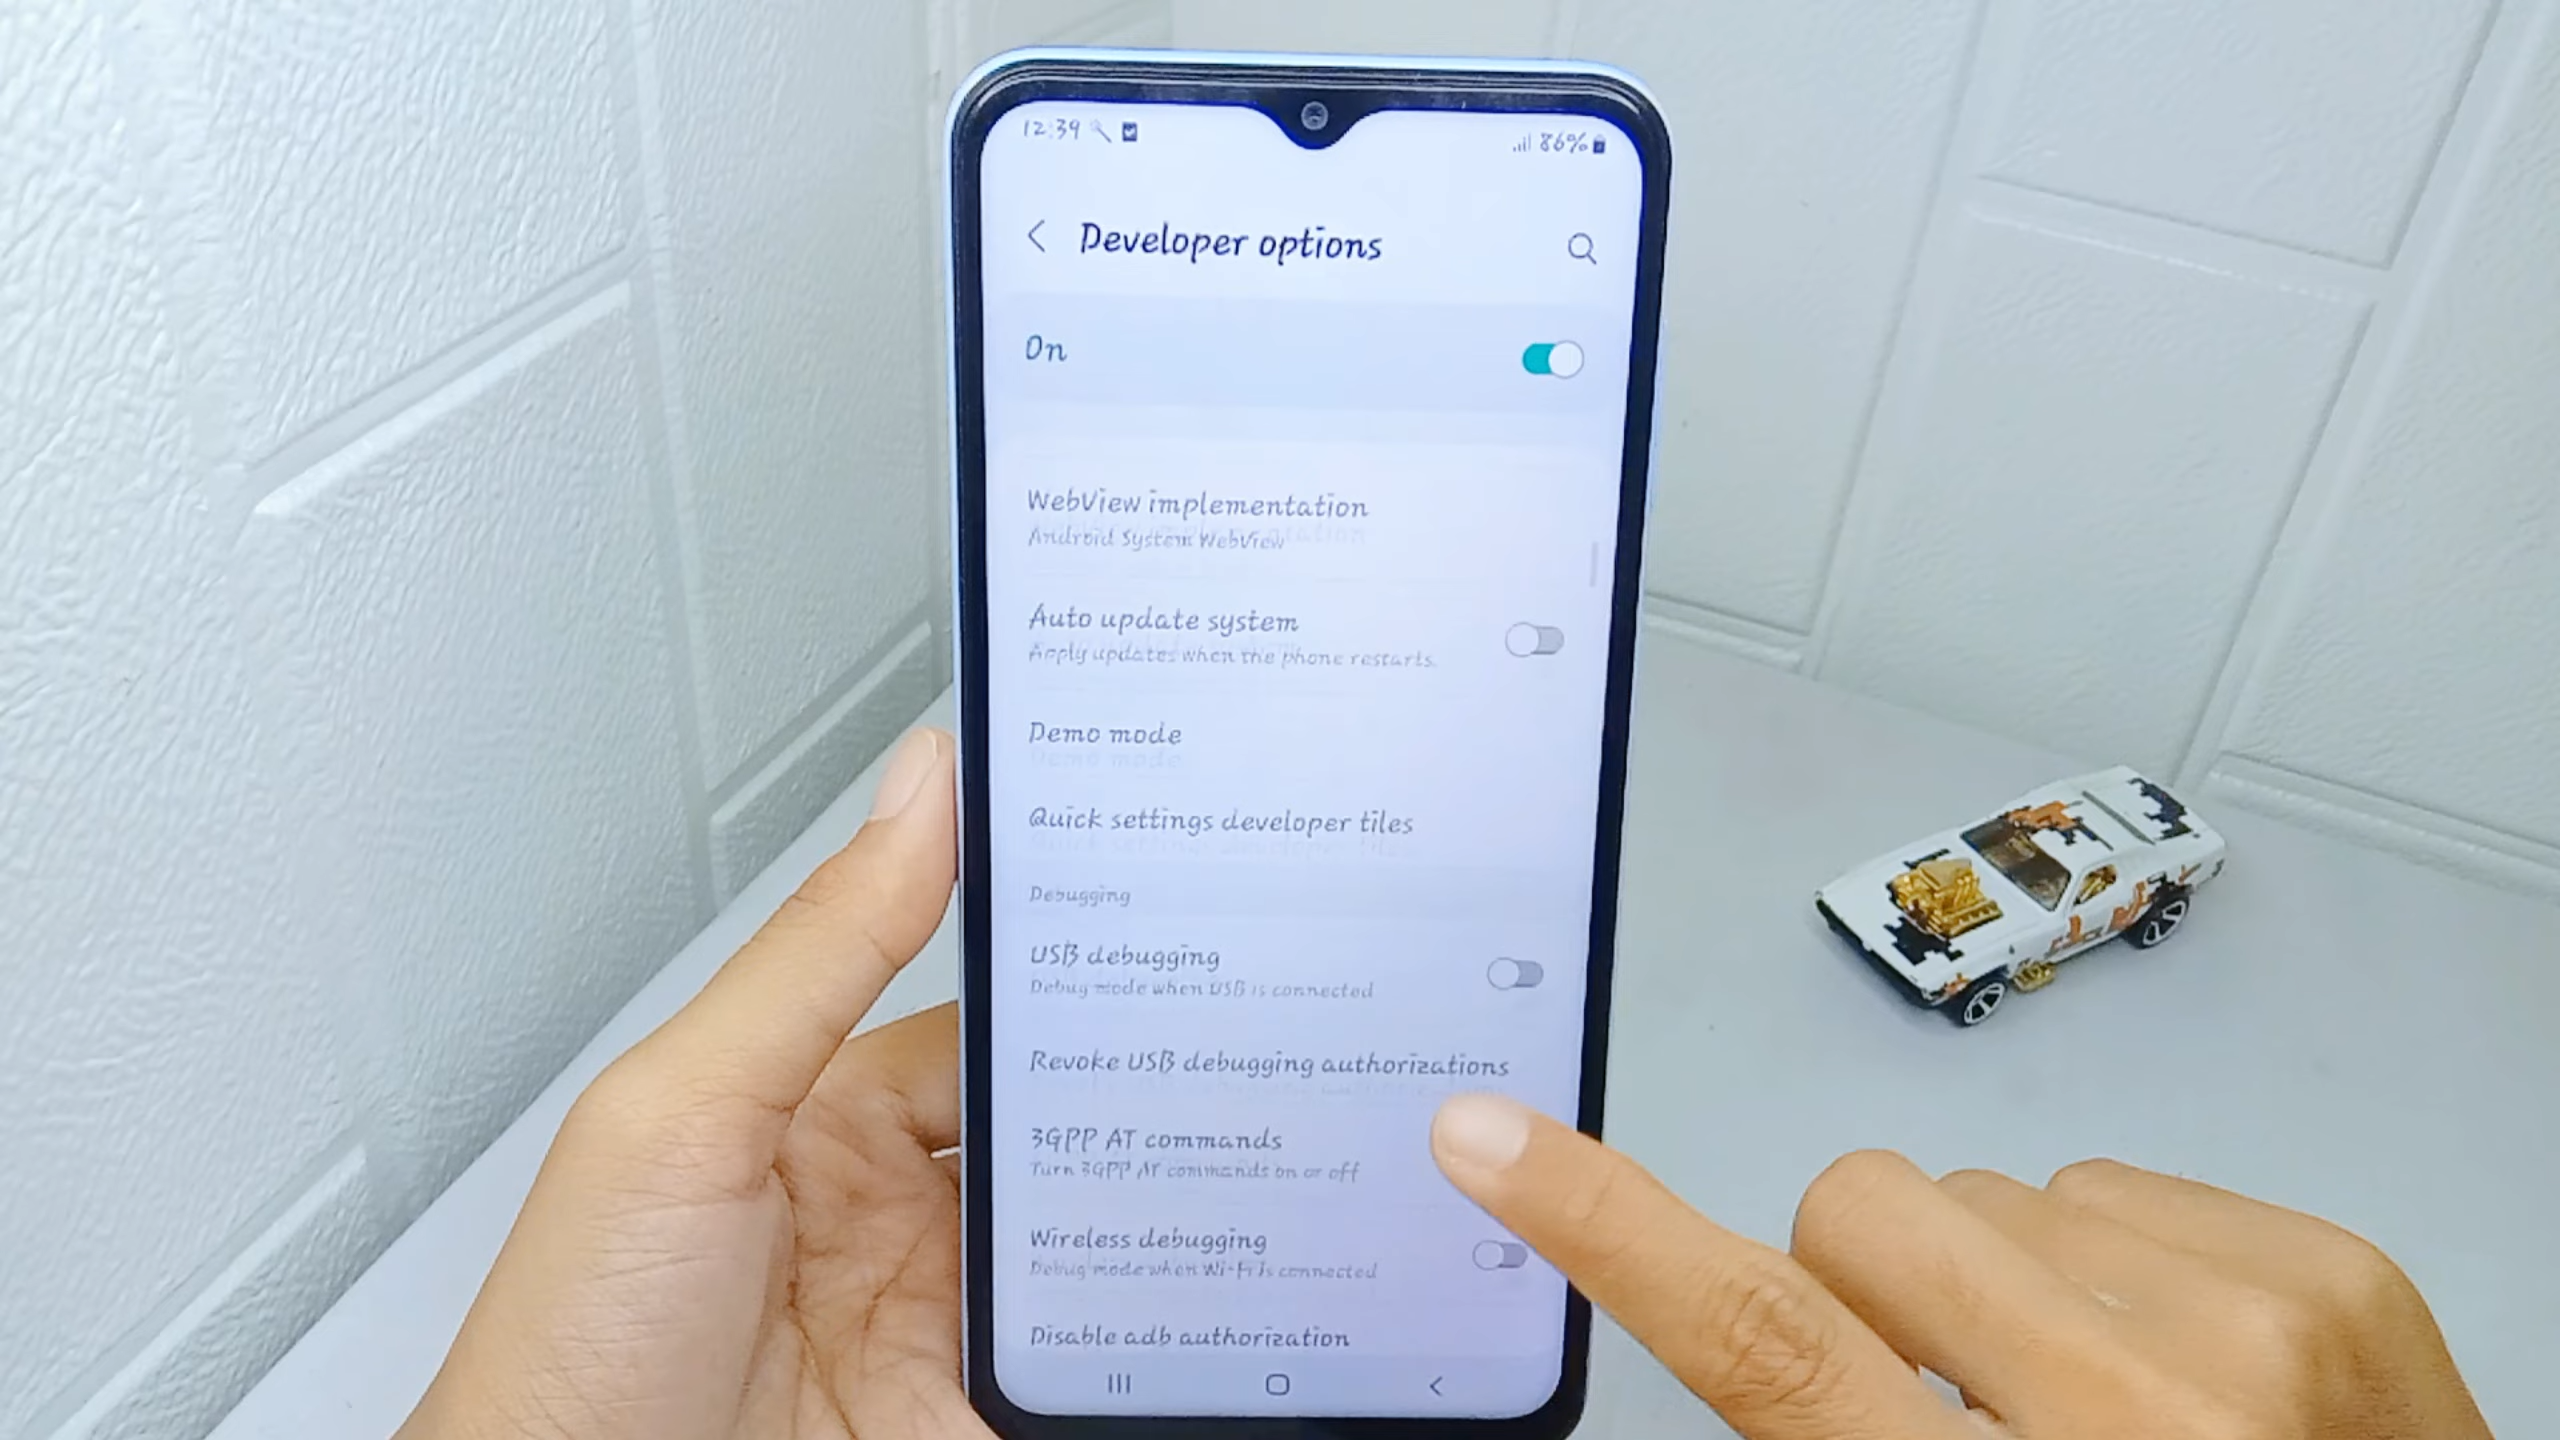 12:39
86%
Developer options
On
WebView implementation
Android System WebView
Auto update system
Apply updates when the phone restarts.
Demo mode
Quick settings developer tiles
Debugging
USB debugging
Debug mode when USB is connected
Revoke USB debugging authorizations
3GPP AT commands
Turn 3GPP AT commands on or off
Wireless debugging
Debug mode when Wi-Fi is connected
Disable adb authorization